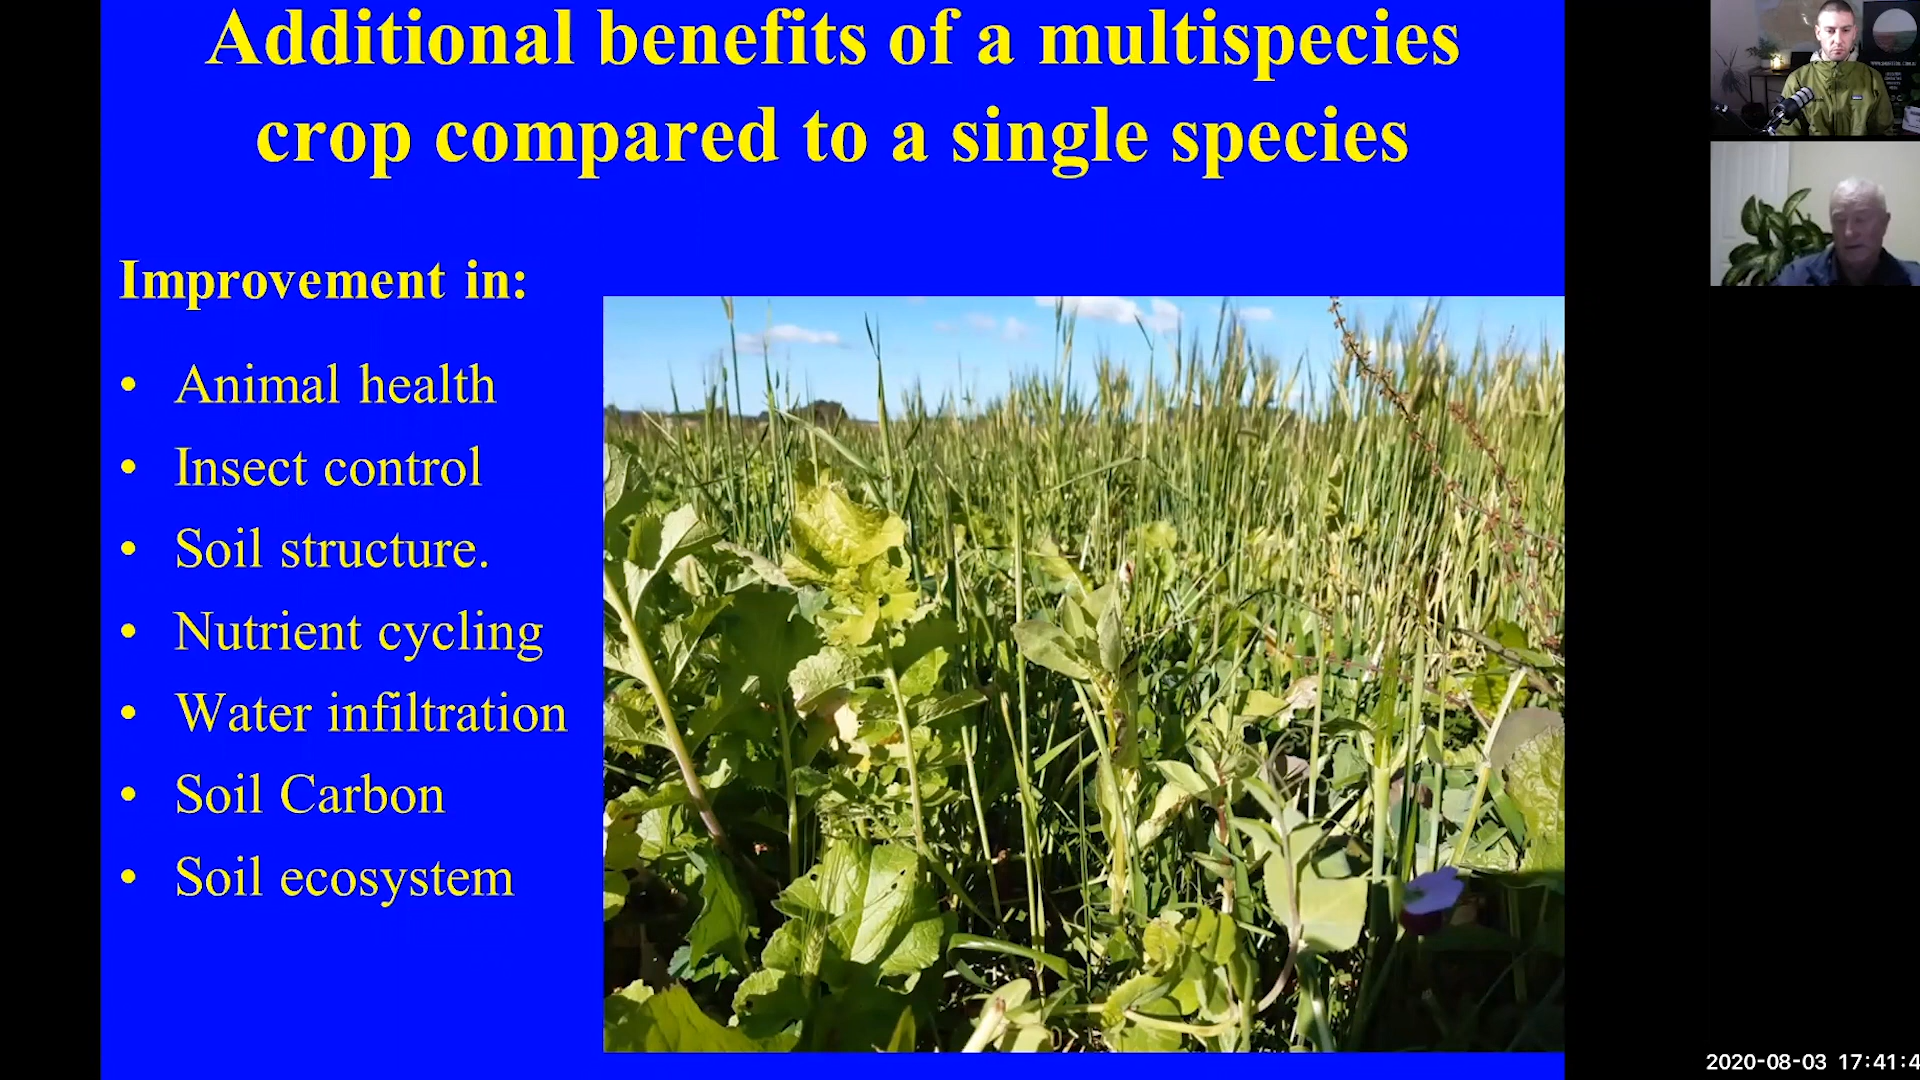 Additional benefits of a multispecies
crop compared to a single species
Improvement in:
• Animal health
• Insect control
• Soil structure.
• Nutrient cycling
• Water infiltration
• Soil Carbon
• Soil ecosystem
2020-08-03 17:41:4